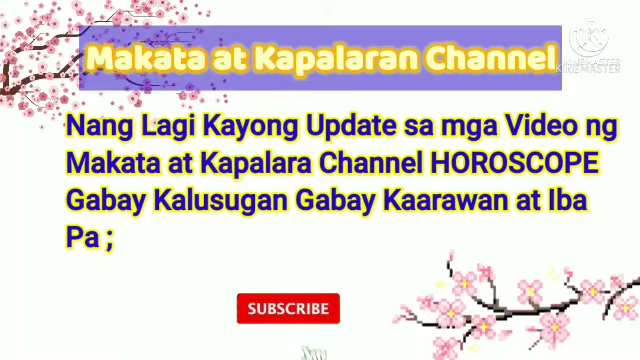 Makata at Kapalaran Channel
KINEMASTER
Nang Lagi Kayong Update sa mga Video ng
Makata at Kapalara Channel HOROSCOPE
Gabay Kalusugan Gabay Kaarawan at Iba
Pa ;
SUBSCRIBE